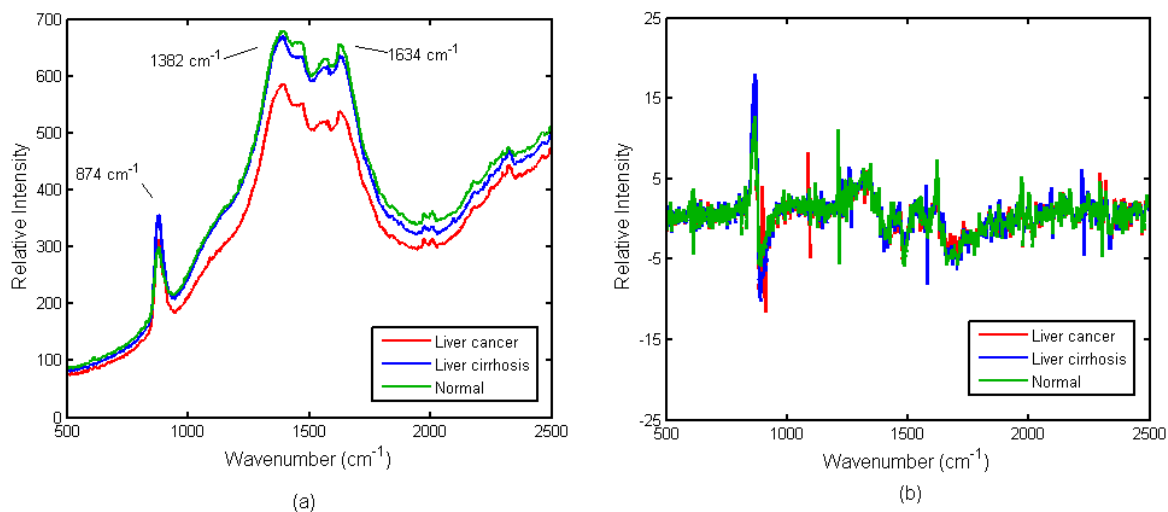 700
600
500
400
300
200
100
0
Relative Intensity
1382 cm⁻¹
1634 cm⁻¹
874 cm⁻¹
Liver cancer
Liver cirrhosis
Normal
500 1000 1500 2000 2500
Wavenumber (cm⁻¹)
(a)
25
15
5
-5
-15
-25
Relative Intensity
Liver cancer
Liver cirrhosis
Normal
500 1000 1500 2000 2500
Wavenumber (cm⁻¹)
(b)